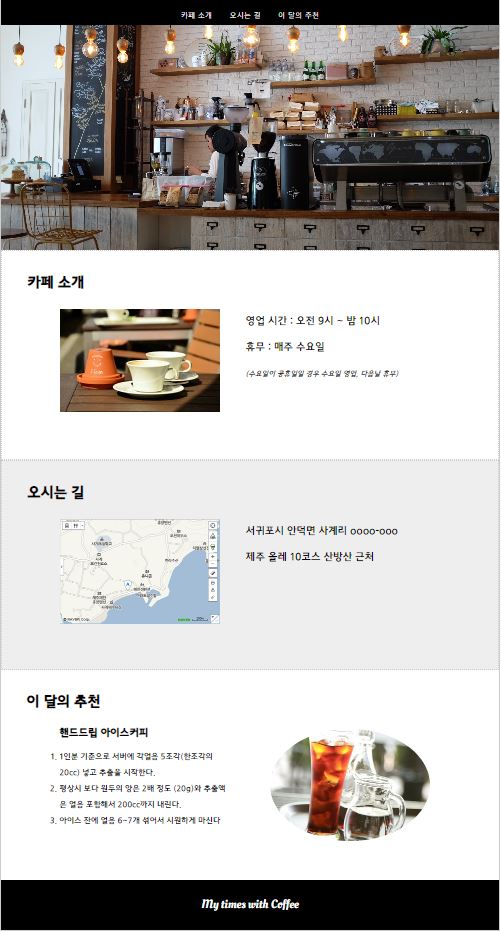 카페 소개 오시는 길 이 달의 추천
카페 소개
영업 시간 : 오전 9시 ~ 밤 10시
휴무 : 매주 수요일
(수요일이 공휴일일 경우 수요일 영업, 다음날 휴무)
오시는 길
서귀포시 안덕면 사계리 oooo-ooo
제주 올레 10코스 산방산 근처
이 달의 추천
핸드드립 아이스커피
1. 1인분 기준으로 서버에 각얼음 5조각(한조각의
20cc) 넣고 추출을 시작한다.
2. 평상시 보다 원두의 양은 2배 정도 (20g)와 추출액
은 얼음 포함해서 200cc까지 내린다.
3. 아이스 잔에 얼음 6~7개 섞어서 시원하게 마신다
My times with Coffee